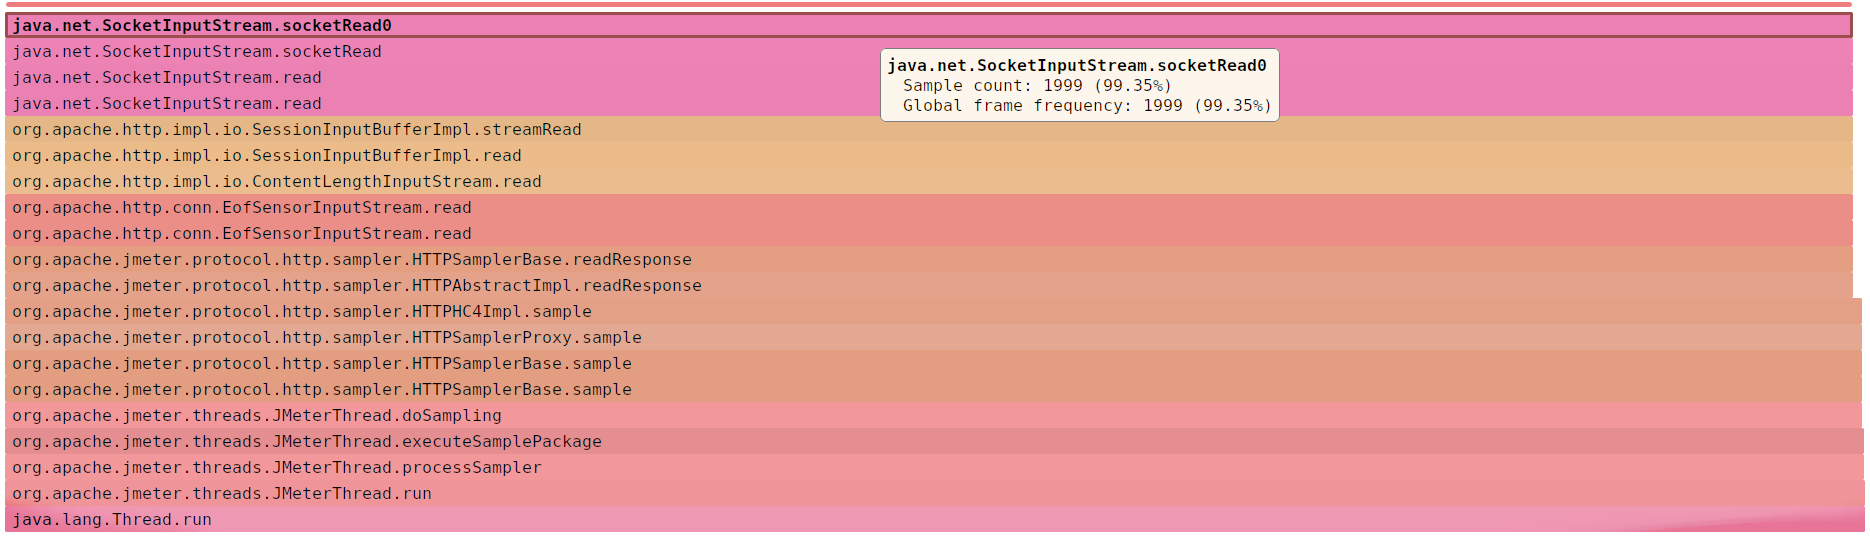 java.net.SocketInputStream.socketRead0
java.net.SocketInputStream.socketRead
java.net.SocketInputStream.read
java.net.SocketInputStream.read
java.net.SocketInputStream.socketRead0
Sample count: 1999 (99.35%)
Global frame frequency: 1999 (99.35%)
org.apache.http.impl.io.SessionInputBufferImpl.streamRead
org.apache.http.impl.io.SessionInputBufferImpl.read
org.apache.http.impl.io.ContentLengthInputStream.read
org.apache.http.conn.EofSensorInputStream.read
org.apache.http.conn.EofSensorInputStream.read
org.apache.jmeter.protocol.http.sampler.HTTPSamplerBase.readResponse
org.apache.jmeter.protocol.http.sampler.HTTPAbstractImpl.readResponse
org.apache.jmeter.protocol.http.sampler.HTTPHC4Impl.sample
org.apache.jmeter.protocol.http.sampler.HTTPSamplerProxy.sample
org.apache.jmeter.protocol.http.sampler.HTTPSamplerBase.sample
org.apache.jmeter.protocol.http.sampler.HTTPSamplerBase.sample
org.apache.jmeter.threads.JMeterThread.doSampling
org.apache.jmeter.threads.JMeterThread.executeSamplePackage
org.apache.jmeter.threads.JMeterThread.processSampler
org.apache.jmeter.threads.JMeterThread.run
java.lang.Thread.run